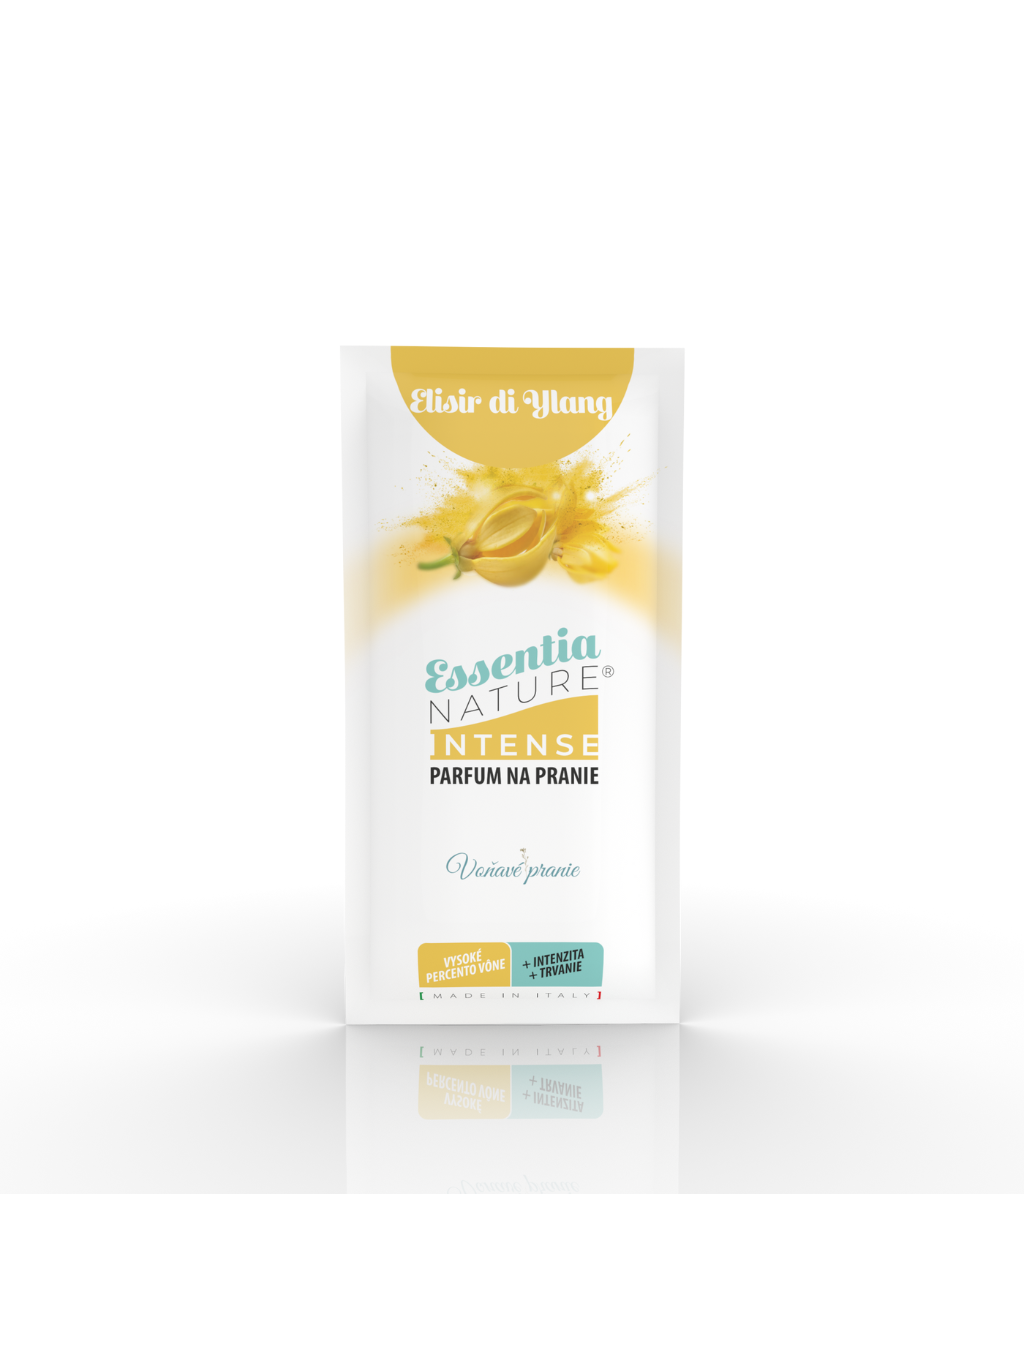 Elisir di Ylang
Essentia
NATURE®
INTENSE
PARFUM NA PRANIE
Voňavé pranie
VYSOKÉ
PERCENTO VÔNE
+ INTENZITA
+ TRVANIE
[ MADE IN ITALY ]